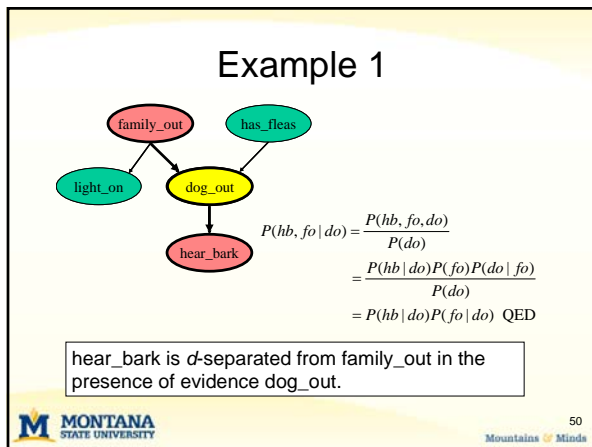 Example 1
family_out
has_fleas
light_on
dog_out
hear_bark
P(hb, fo | do) = P(hb, fo, do) / P(do)
= P(hb | do)P(fo)P(do | fo) / P(do)
= P(hb | do)P(fo | do) QED
hear_bark is d-separated from family_out in the
presence of evidence dog_out.
M MONTANA
STATE UNIVERSITY
50
Mountains & Minds